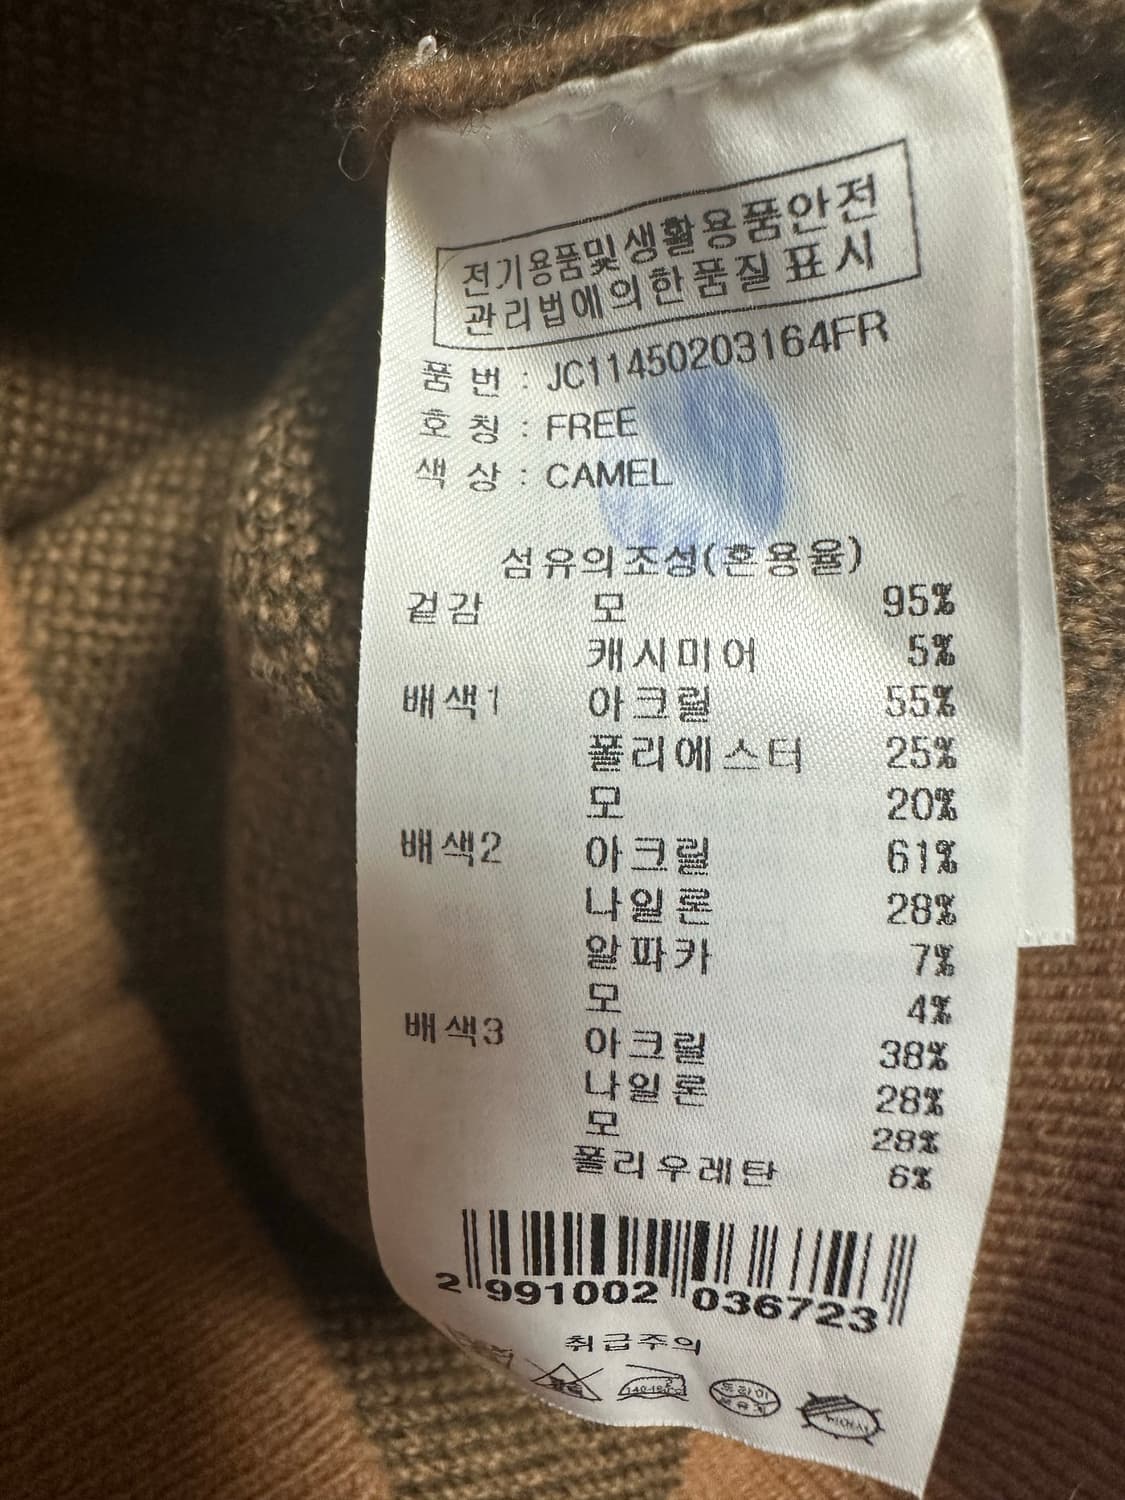 전기용품및생활용품안전
관리법에의한품질표시
품 번 : JC11450203164FR
호 칭 : FREE
색 상 : CAMEL
섬유의조성(혼용율)
겉감 모 95%
캐시미어 5%
배색1 아크릴 55%
폴리에스터 25%
모 20%
배색2 아크릴 61%
나일론 28%
알파카 7%
모 4%
배색3 아크릴 38%
나일론 28%
모 28%
폴리우레탄 6%
2 991002 036723
취급주의
드라이